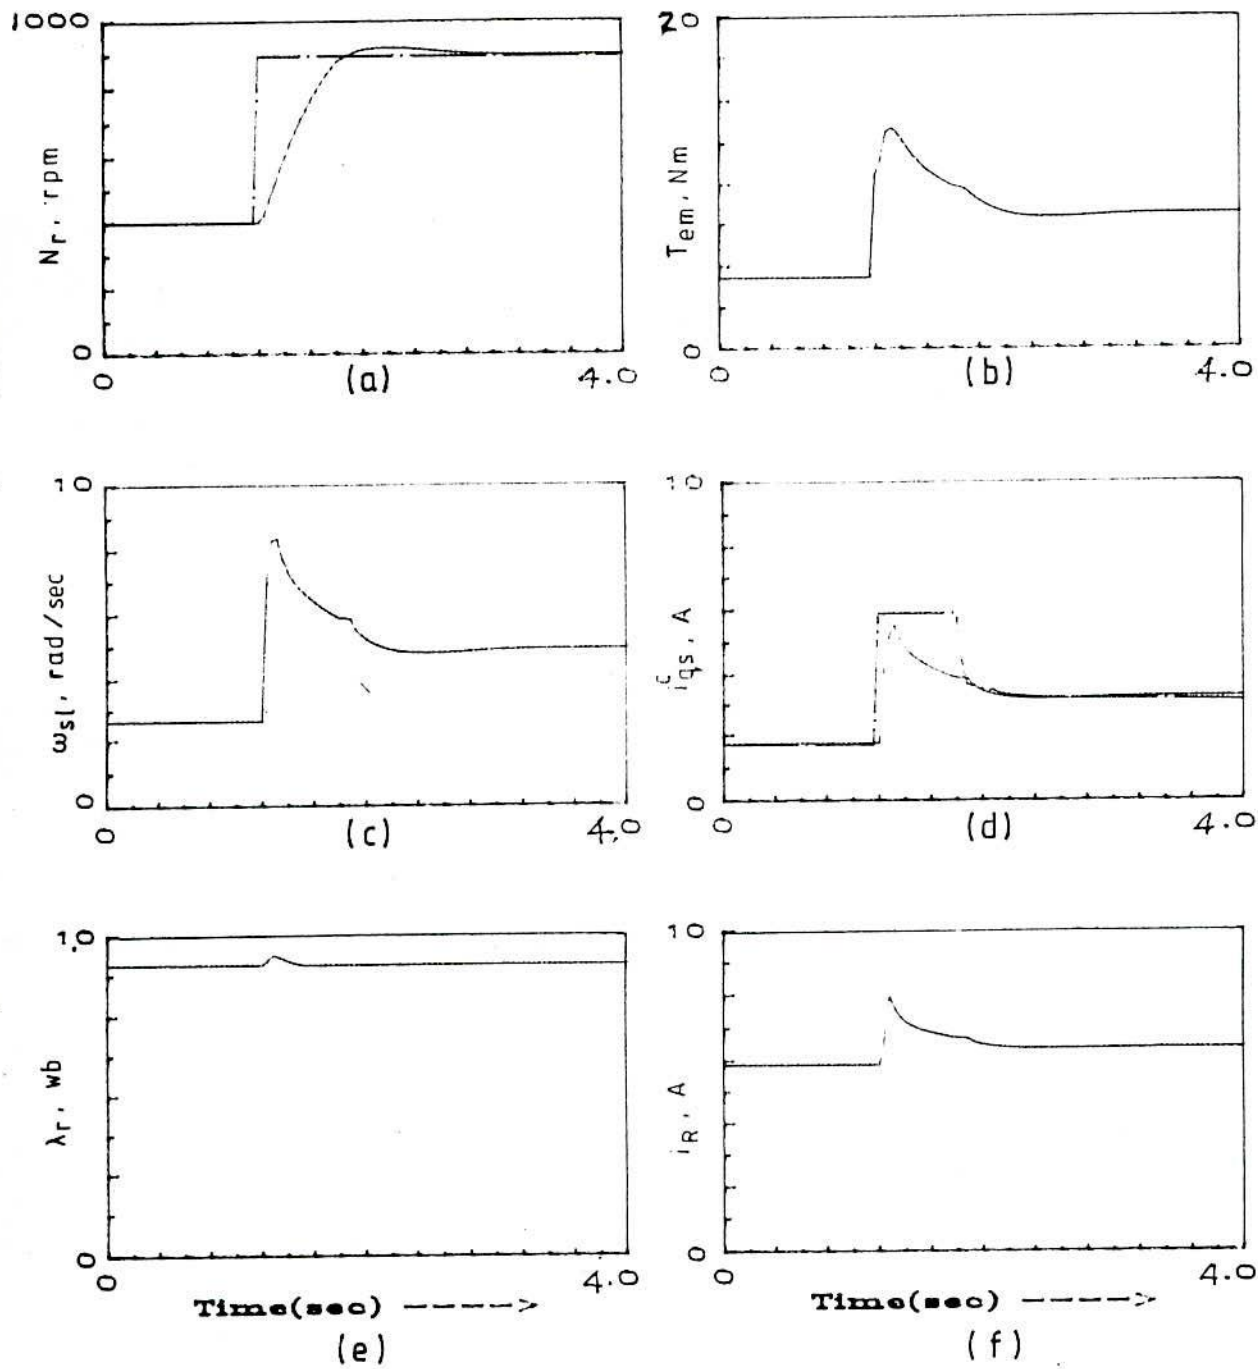 1000
Nr, rpm
0
0
(a)
4.0
20
Tem, Nm
0
0
(b)
4.0
10
ωsl, rad/sec
0
0
(c)
4.0
10
i^c_qs, A
0
0
(d)
4.0
1.0
λr, wb
0
0
4.0
Time(sec) ----->
(e)
10
iR, A
0
0
4.0
Time(sec) ----->
(f)